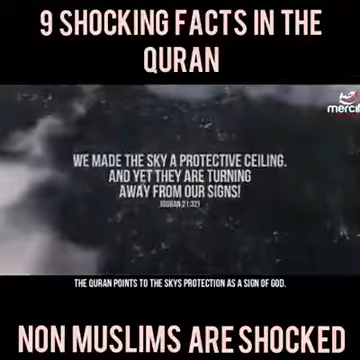 9 SHOCKING FACTS IN THE
QURAN
WE MADE THE SKY A PROTECTIVE CEILING.
AND YET THEY ARE TURNING
AWAY FROM OUR SIGNS!
(QURAN 21:32)
THE QURAN POINTS TO THE SKYS PROTECTION AS A SIGN OF GOD.
NON MUSLIMS ARE SHOCKED